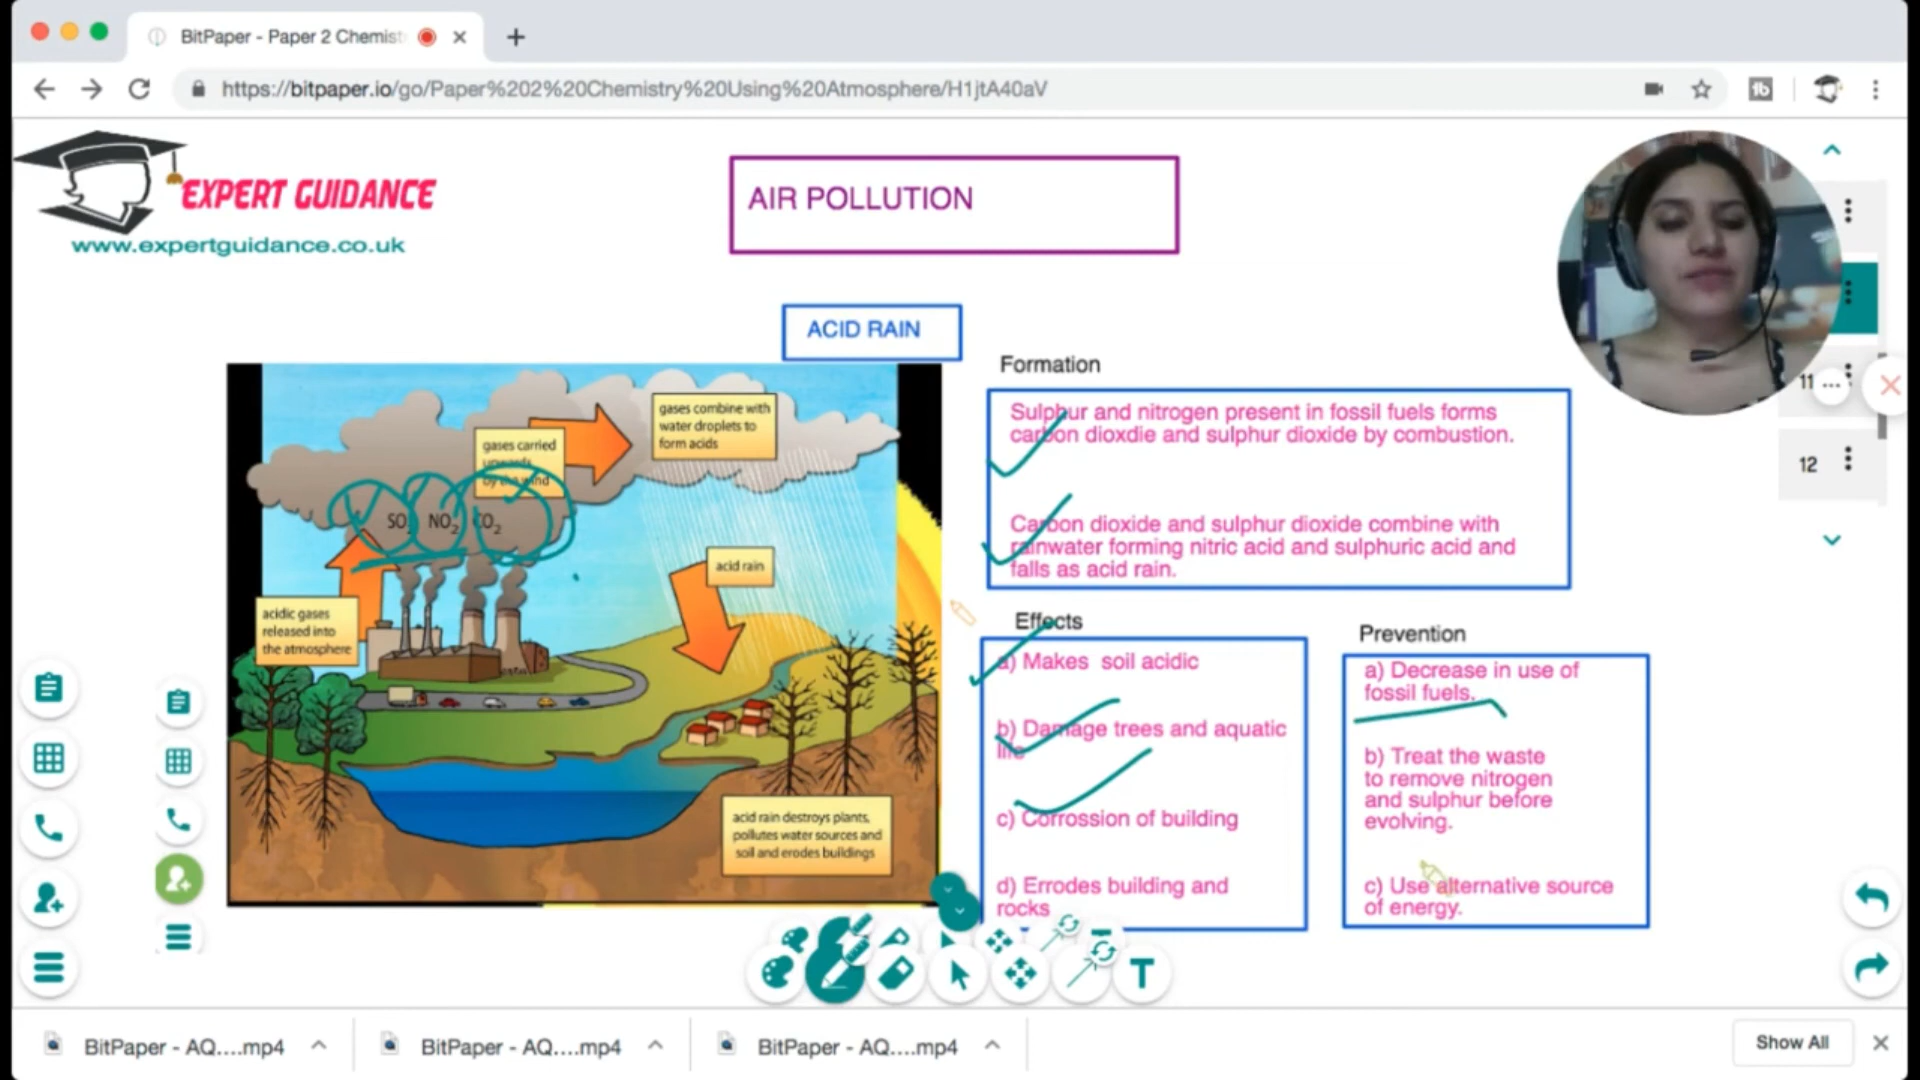 BitPaper - Paper 2 Chemist
https://bitpaper.io/go/Paper%202%20Chemistry%20Using%20Atmosphere/H1jtA40aV
EXPERT GUIDANCE
www.expertguidance.co.uk
AIR POLLUTION
ACID RAIN
gases combine with
water droplets to
form acids
gases carried
upwards
by the wind
SO2 NO2 CO2
acid rain
acidic gases
released into
the atmosphere
acid rain destroys plants,
pollutes water sources and
soil and erodes buildings
Formation
Sulphur and nitrogen present in fossil fuels forms
carbon dioxdie and sulphur dioxide by combustion.
Carbon dioxide and sulphur dioxide combine with
rainwater forming nitric acid and sulphuric acid and
falls as acid rain.
Effects
a) Makes soil acidic
b) Damage trees and aquatic
life
c) Corrossion of building
d) Errodes building and
rocks
Prevention
a) Decrease in use of
fossil fuels.
b) Treat the waste
to remove nitrogen
and sulphur before
evolving.
c) Use alternative source
of energy.
11
12
T
BitPaper - AQ....mp4
BitPaper - AQ....mp4
BitPaper - AQ....mp4
Show All